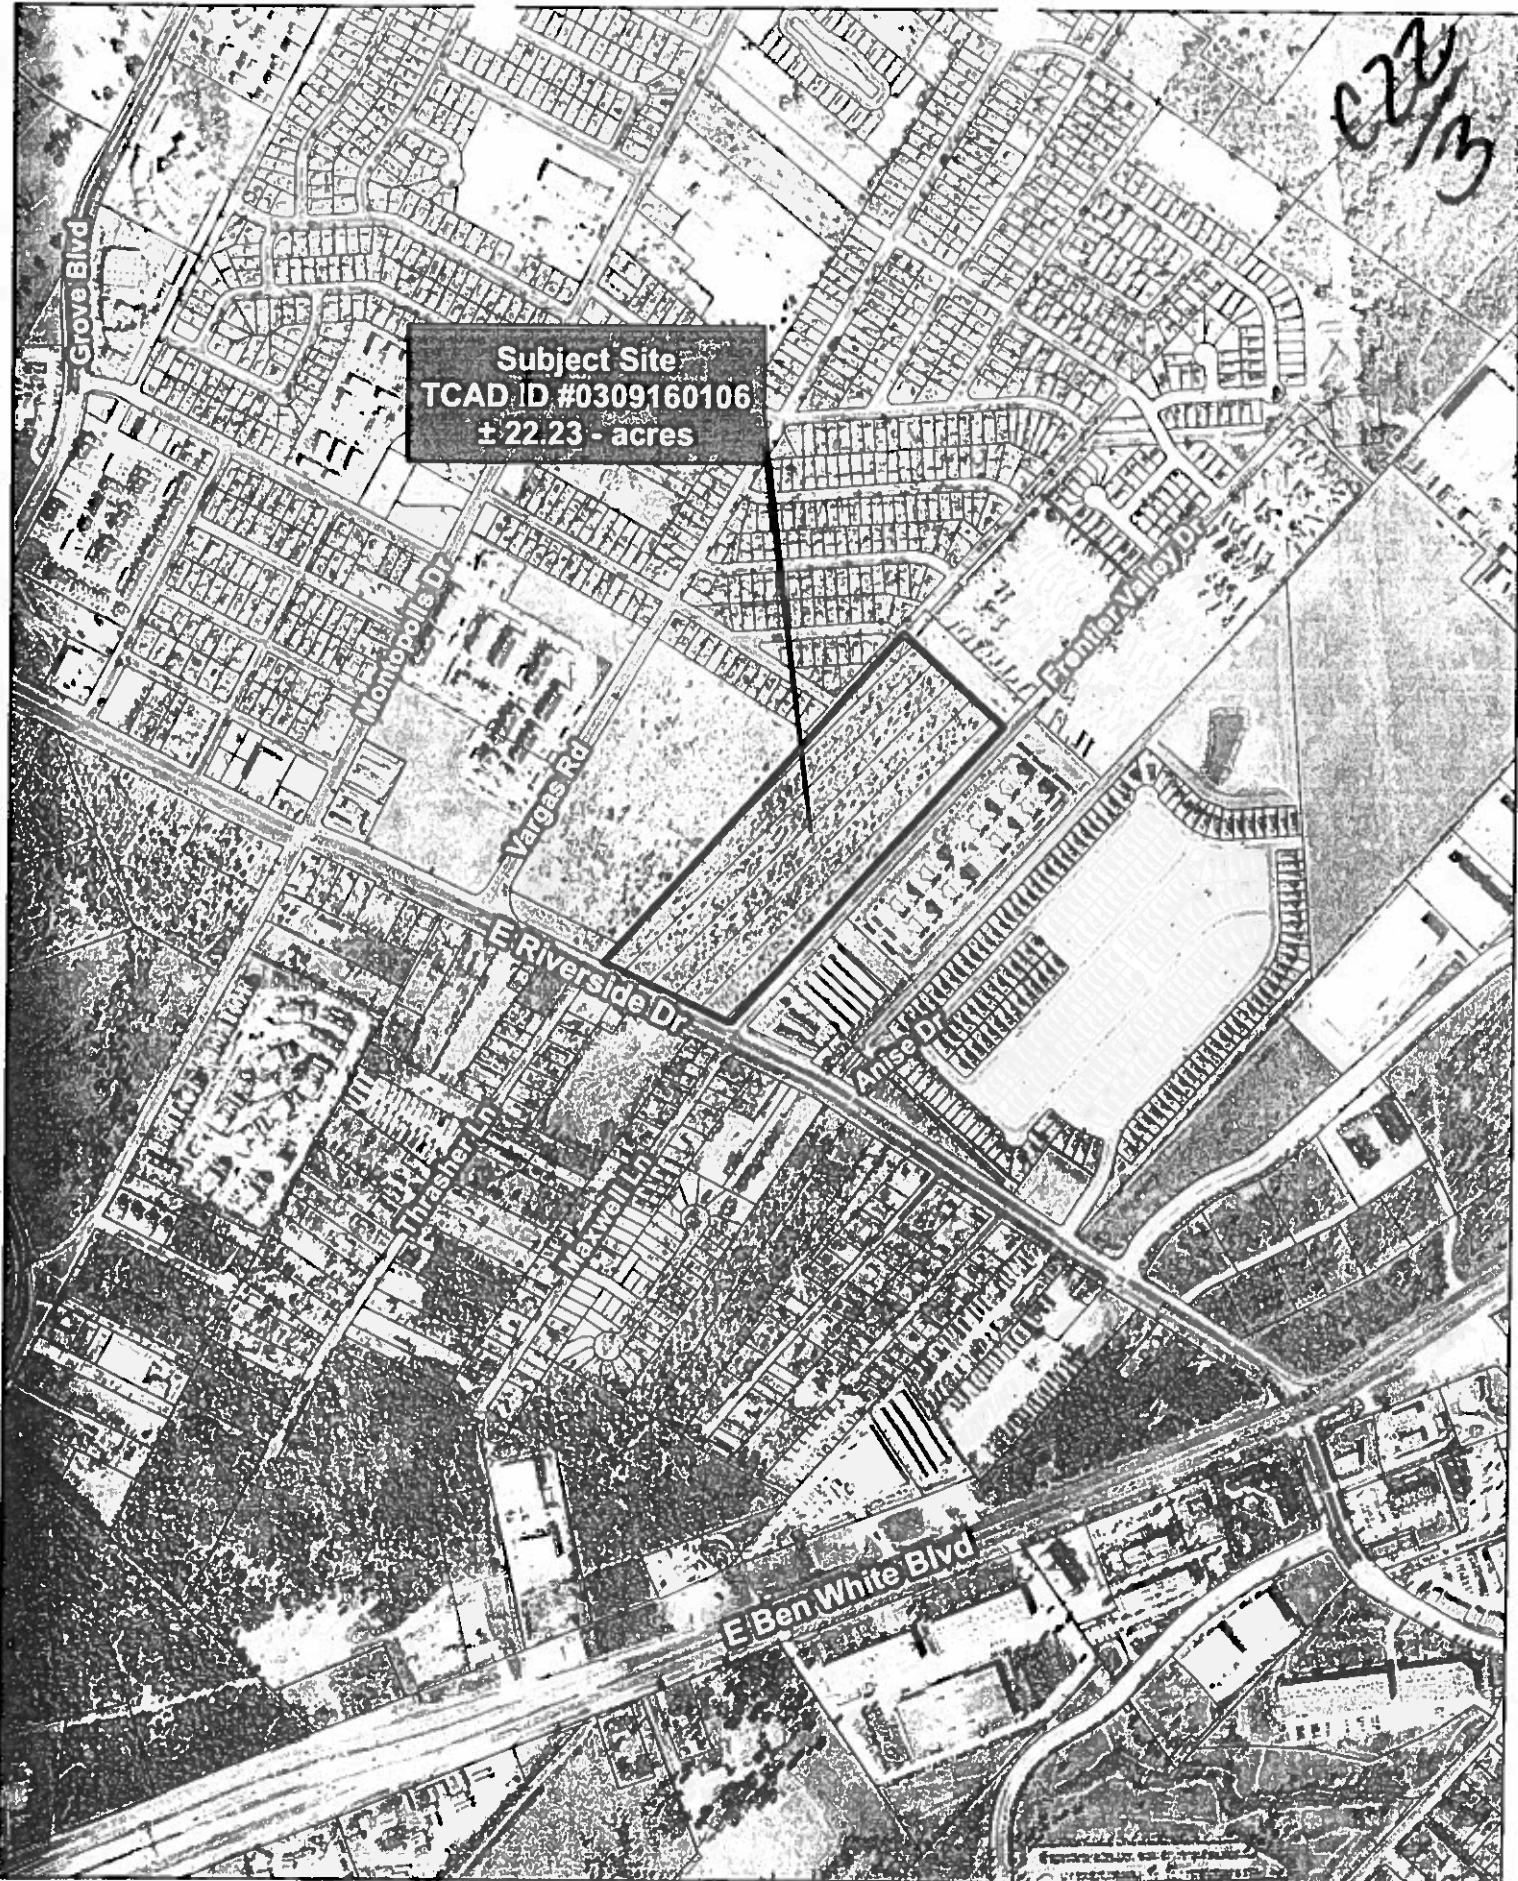 C22/13
Grove Blvd
Subject Site
TCAD ID #0309160106
± 22.23 - acres
Montopolis Dr
Frontier Valley Dr
Vargas Rd
E Riverside Dr
Anise Dr
Thrasher Ln
Maxwell Ln
E Ben White Blvd